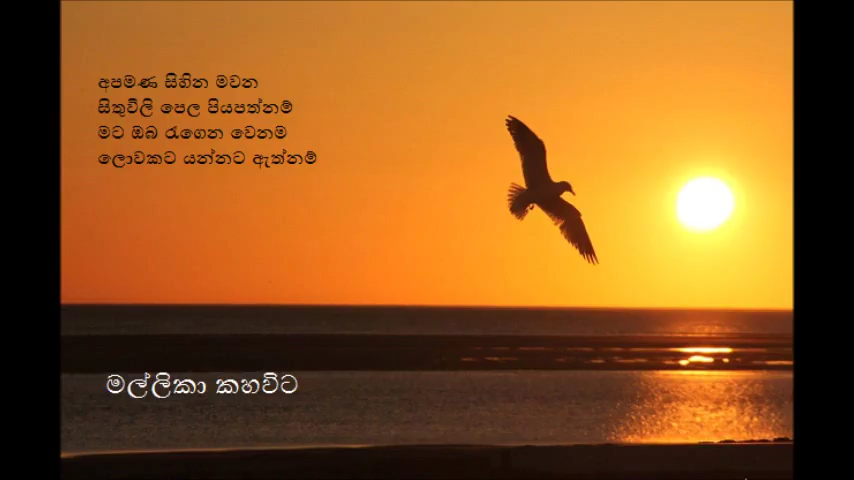 අපමණ සිහින මවන
සිතුවිලි පෙල පියපත්නම්
මට ඔබ රැගෙන වෙනම
ලොවකට යන්නට ඇත්නම්
මල්ලිකා කහවිට